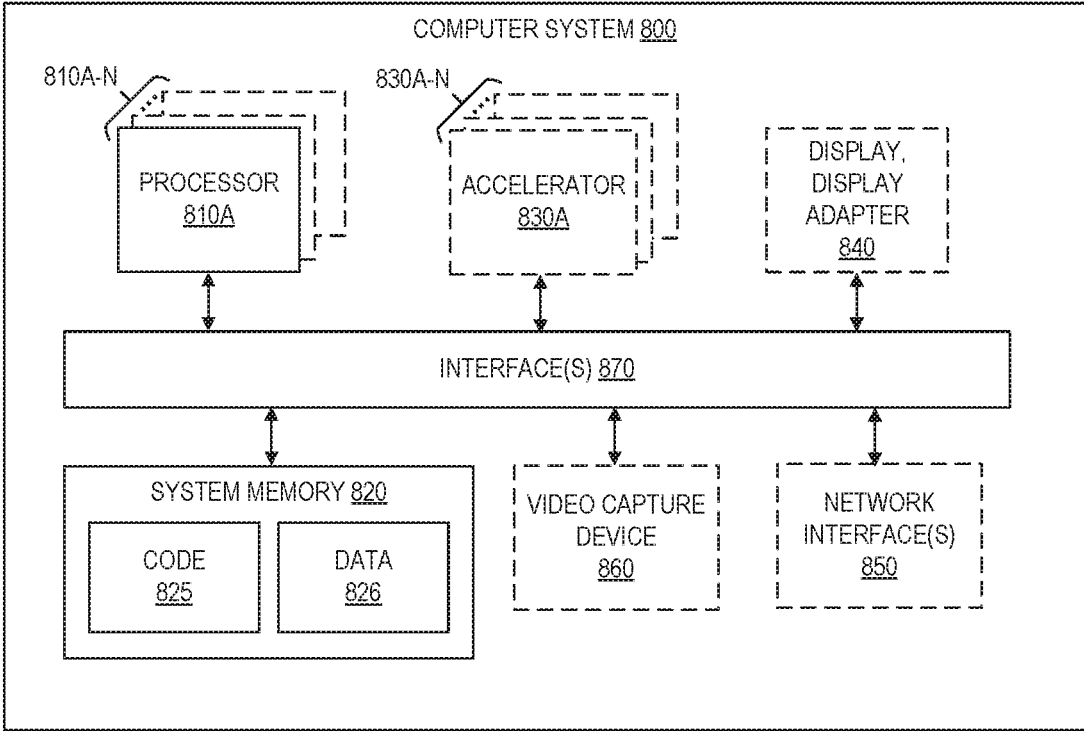 COMPUTER SYSTEM 800
810A-N
830A-N
PROCESSOR
810A
ACCELERATOR
830A
DISPLAY,
DISPLAY
ADAPTER
840
INTERFACE(S) 870
SYSTEM MEMORY 820
CODE
825
DATA
826
VIDEO CAPTURE
DEVICE
860
NETWORK
INTERFACE(S)
850